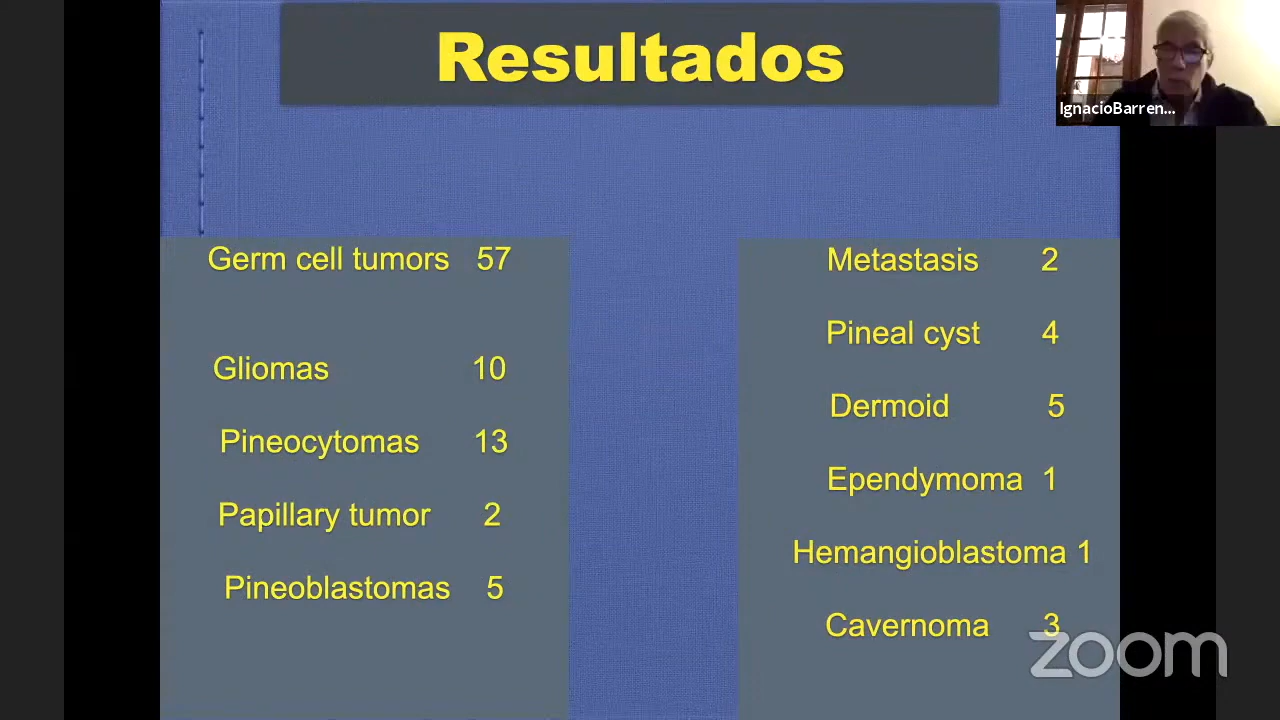 Resultados
IgnacioBarren...
Germ cell tumors 57
Gliomas 10
Pineocytomas 13
Papillary tumor 2
Pineoblastomas 5
Metastasis 2
Pineal cyst 4
Dermoid 5
Ependymoma 1
Hemangioblastoma 1
Cavernoma 3
zoom